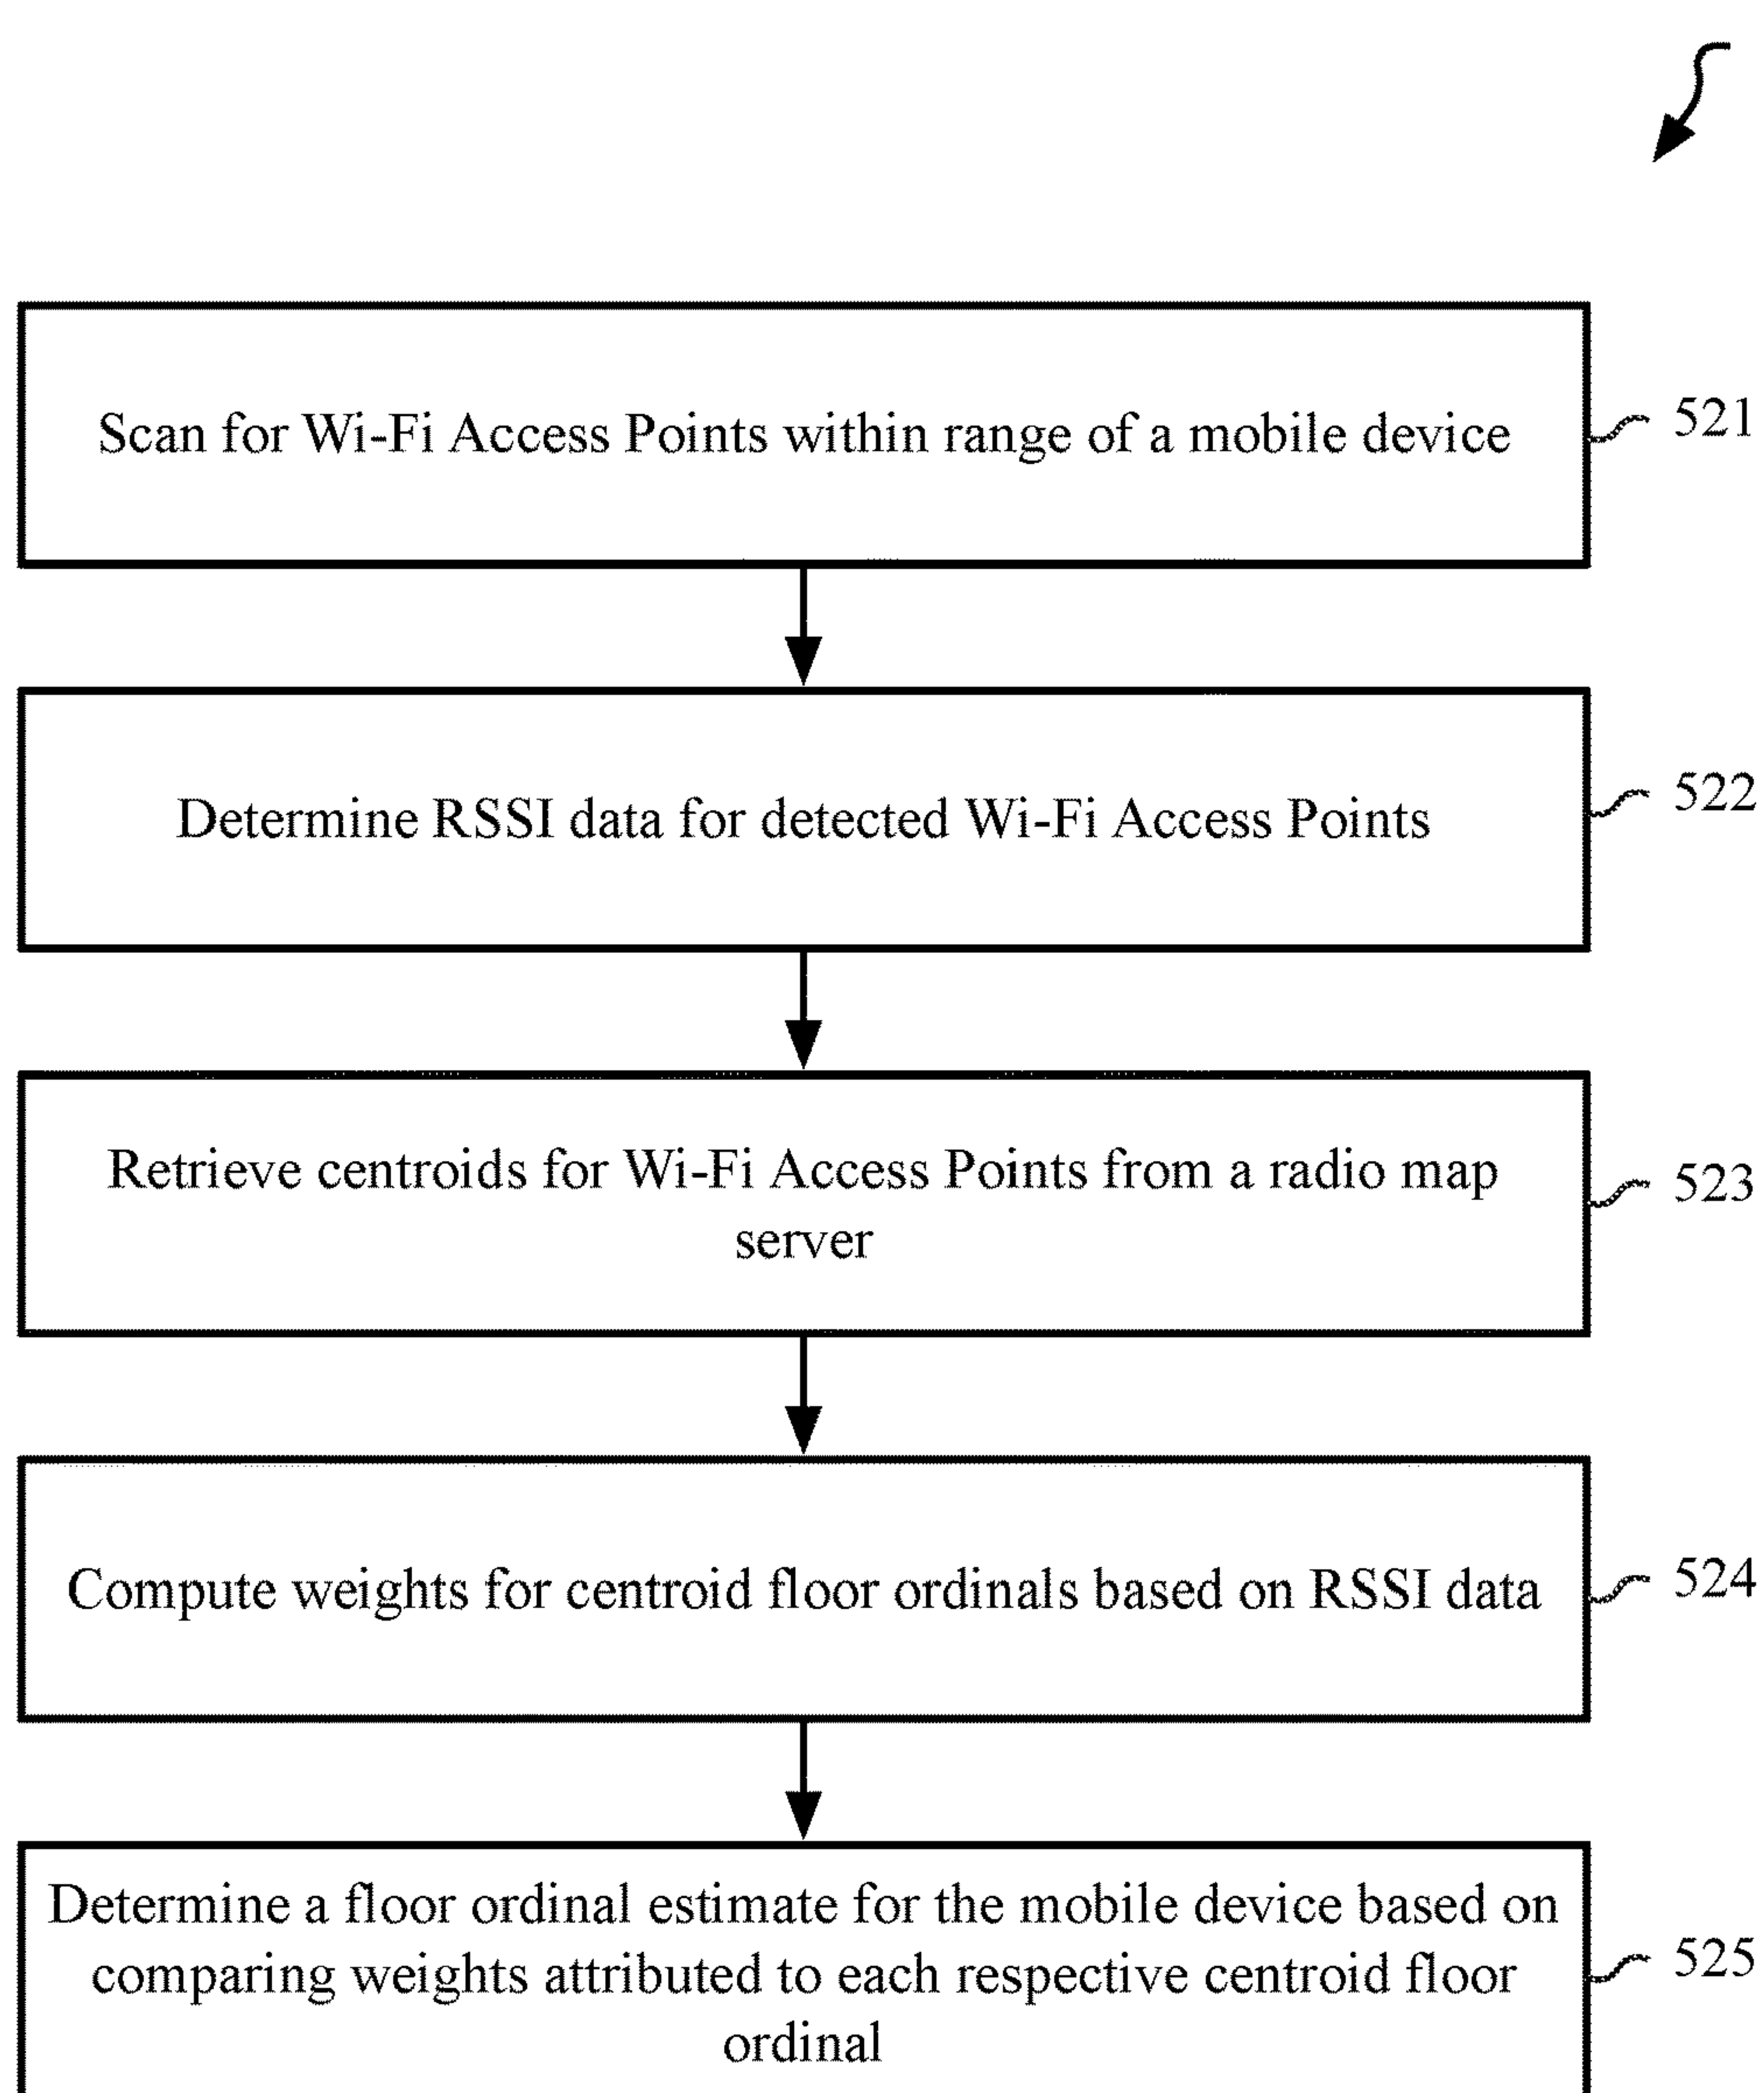 Scan for Wi-Fi Access Points within range of a mobile device
521
Determine RSSI data for detected Wi-Fi Access Points
522
Retrieve centroids for Wi-Fi Access Points from a radio map
server
523
Compute weights for centroid floor ordinals based on RSSI data
524
Determine a floor ordinal estimate for the mobile device based on
comparing weights attributed to each respective centroid floor
ordinal
525